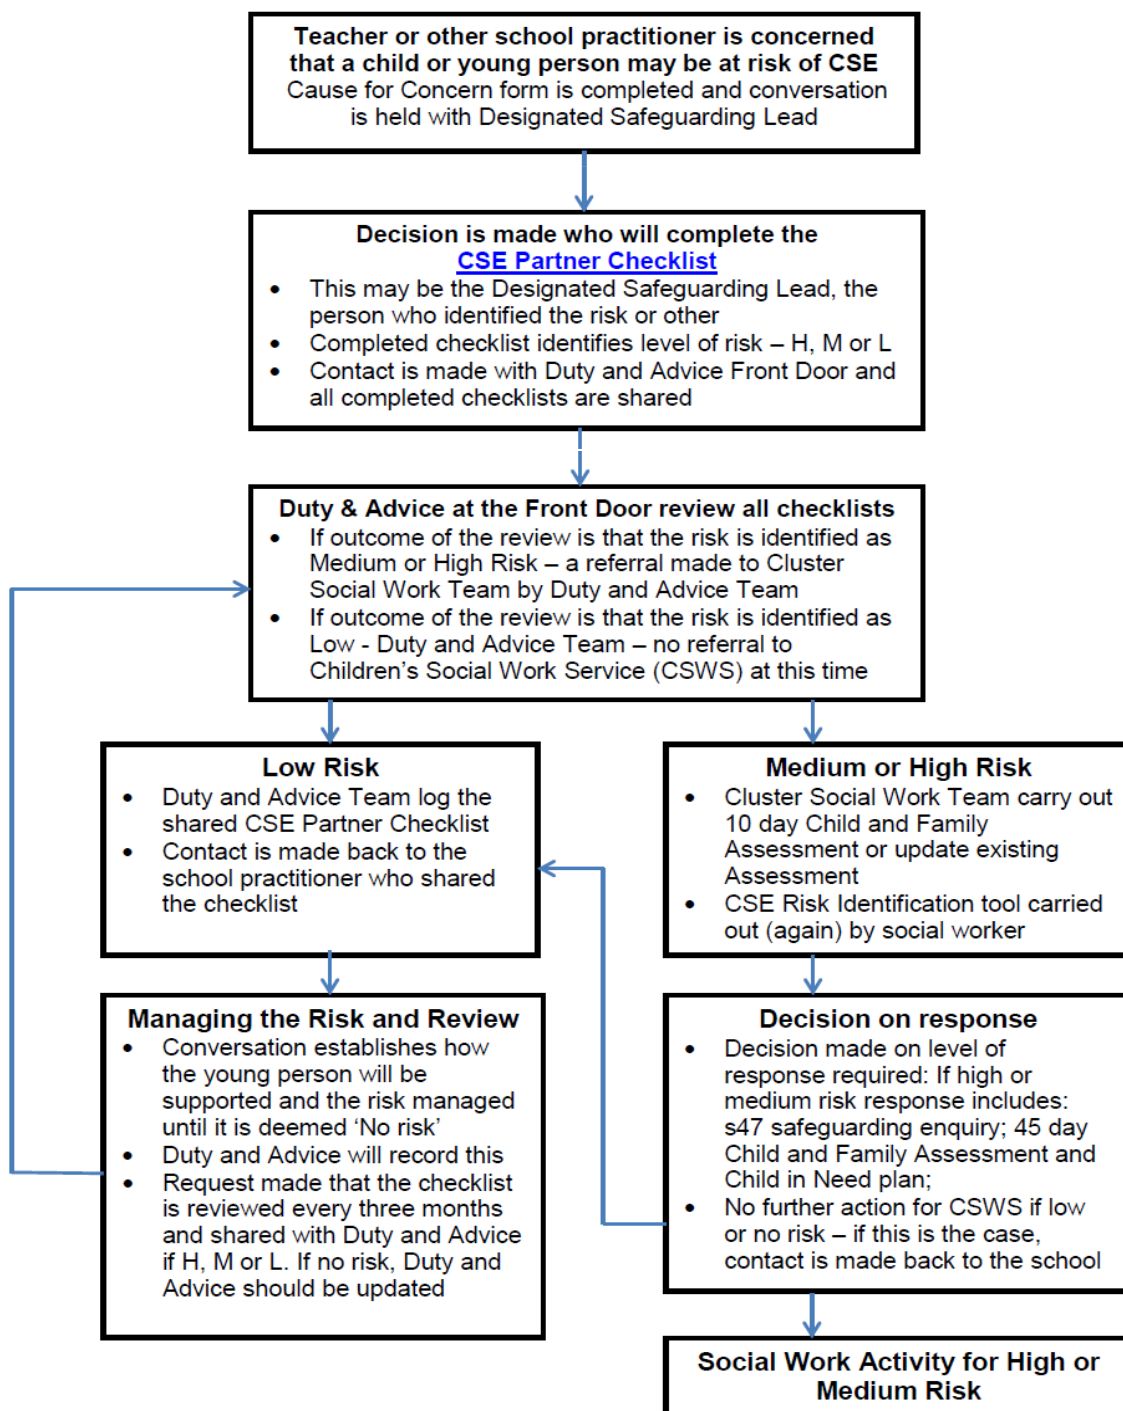 Teacher or other school practitioner is concerned
that a child or young person may be at risk of CSE
Cause for Concern form is completed and conversation
is held with Designated Safeguarding Lead
Decision is made who will complete the
CSE Partner Checklist
• This may be the Designated Safeguarding Lead, the
person who identified the risk or other
• Completed checklist identifies level of risk – H, M or L
• Contact is made with Duty and Advice Front Door and
all completed checklists are shared
Duty & Advice at the Front Door review all checklists
• If outcome of the review is that the risk is identified as
Medium or High Risk – a referral made to Cluster
Social Work Team by Duty and Advice Team
• If outcome of the review is that the risk is identified as
Low - Duty and Advice Team – no referral to
Children’s Social Work Service (CSWS) at this time
Low Risk
• Duty and Advice Team log the
shared CSE Partner Checklist
• Contact is made back to the
school practitioner who shared
the checklist
Medium or High Risk
• Cluster Social Work Team carry out
10 day Child and Family
Assessment or update existing
Assessment
• CSE Risk Identification tool carried
out (again) by social worker
Managing the Risk and Review
• Conversation establishes how
the young person will be
supported and the risk managed
until it is deemed ‘No risk’
• Duty and Advice will record this
• Request made that the checklist
is reviewed every three months
and shared with Duty and Advice
if H, M or L. If no risk, Duty and
Advice should be updated
Decision on response
• Decision made on level of
response required: If high or
medium risk response includes:
s47 safeguarding enquiry; 45 day
Child and Family Assessment and
Child in Need plan;
• No further action for CSWS if low
or no risk – if this is the case,
contact is made back to the school
Social Work Activity for High or
Medium Risk